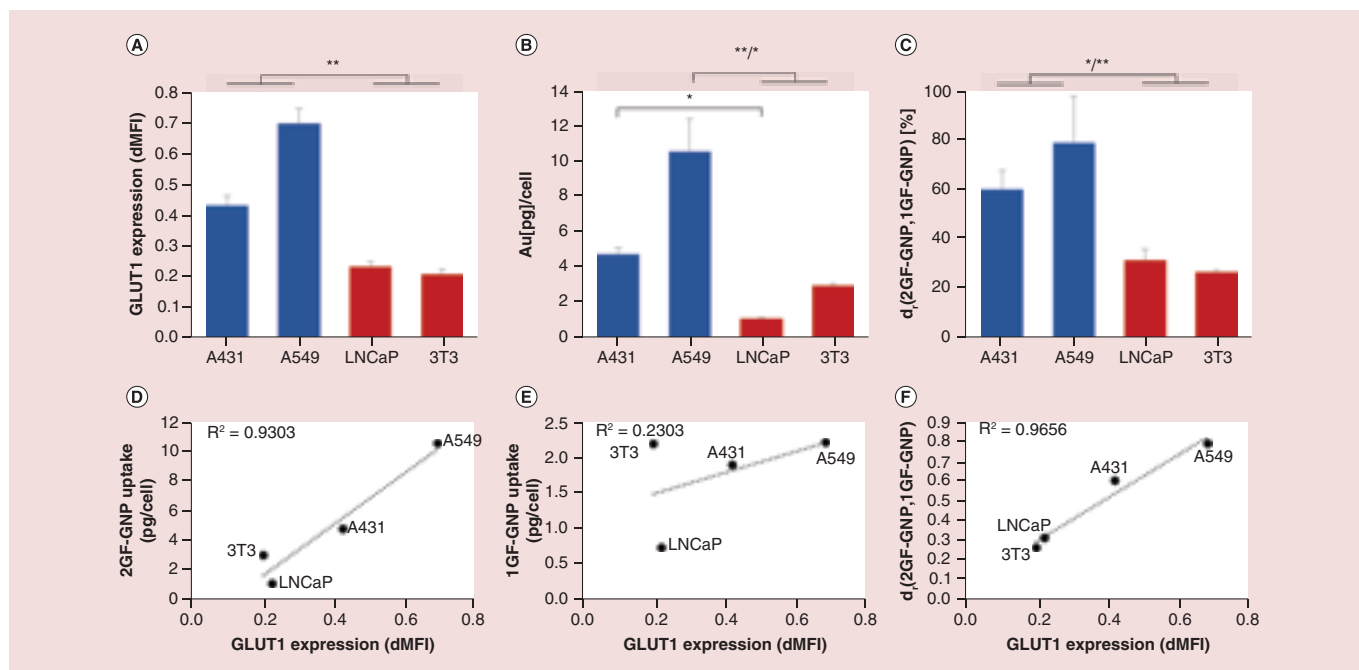 A
**
0.8
0.7
0.6
0.5
0.4
0.3
0.2
0.1
0.0
GLUT1 expression (dMFI)
A431 A549 LNCaP 3T3
B
**/*
*
14
12
10
8
6
4
2
0
Au[pg]/cell
A431 A549 LNCaP 3T3
C
*/**
100
80
60
40
20
0
dr(2GF-GNP,1GF-GNP) [%]
A431 A549 LNCaP 3T3
D
R² = 0.9303
12
10
8
6
4
2
0
2GF-GNP uptake
(pg/cell)
A549
A431
3T3
LNCaP
0 0.2 0.4 0.6 0.8
GLUT1 expression (dMFI)
E
R² = 0.2303
2.5
2.0
1.5
1.0
0.5
0.0
1GF-GNP uptake
(pg/cell)
3T3
A431
A549
LNCaP
0 0.2 0.4 0.6 0.8
GLUT1 expression (dMFI)
F
R² = 0.9656
0.9
0.8
0.7
0.6
0.5
0.4
0.3
0.2
0.1
0.0
dr(2GF-GNP,1GF-GNP)
A549
A431
LNCaP
3T3
0 0.2 0.4 0.6 0.8
GLUT1 expression (dMFI)